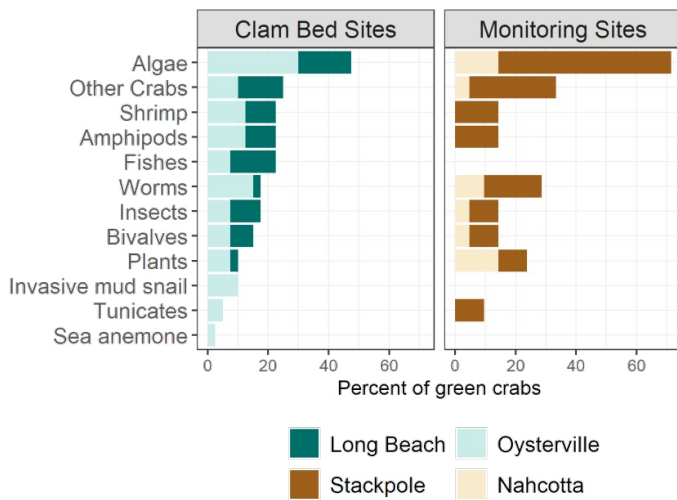 Clam Bed Sites
Monitoring Sites
Algae
Other Crabs
Shrimp
Amphipods
Fishes
Worms
Insects
Bivalves
Plants
Invasive mud snail
Tunicates
Sea anemone
0 20 40 60
0 20 40 60
Percent of green crabs
Long Beach
Oysterville
Stackpole
Nahcotta